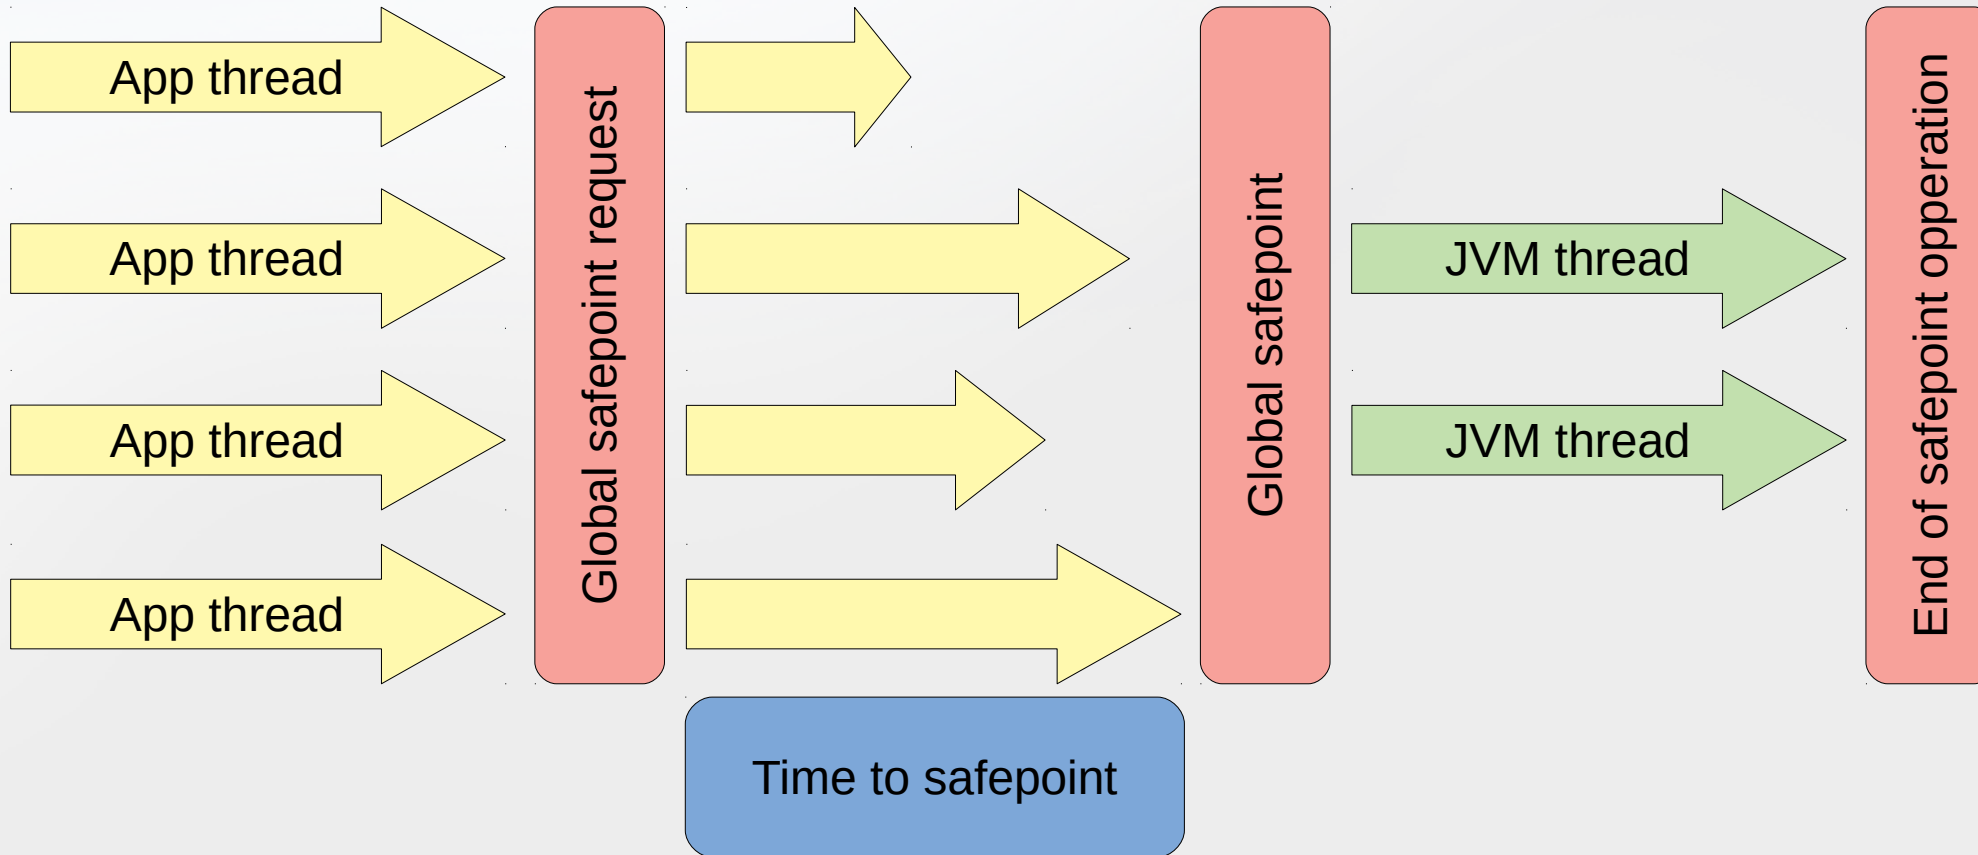 App thread
App thread
App thread
App thread
Global safepoint request
Global safepoint
JVM thread
JVM thread
End of safepoint opperation
Time to safepoint